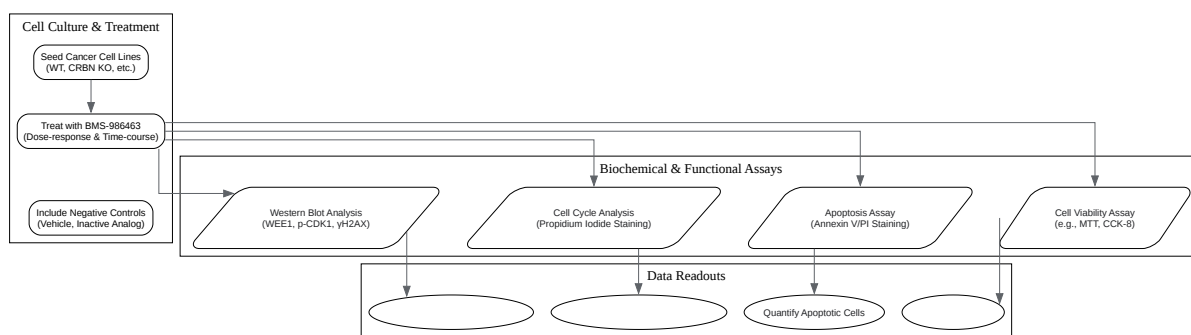 Cell Culture & Treatment
Seed Cancer Cell Lines
(WT, CRBN KO, etc.)
Treat with BMS-986463
(Dose-response & Time-course)
Include Negative Controls
(Vehicle, Inactive Analog)
Biochemical & Functional Assays
Western Blot Analysis
(WEE1, p-CDK1, γH2AX)
Cell Cycle Analysis
(Propidium Iodide Staining)
Apoptosis Assay
(Annexin V/PI Staining)
Cell Viability Assay
(e.g., MTT, CCK-8)
Data Readouts
Quantify Apoptotic Cells